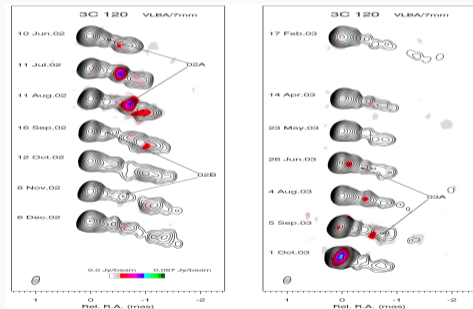 3C 120 VLBA/7mm
10 Jun.02
11 Jul.02
02A
11 Aug.02
16 Sep.02
12 Oct.02
02B
8 Nov.02
6 Dec.02
0.0 Jy/beam 0.067 Jy/beam
1 0 -1 -2
Rel. R.A. (mas)
3C 120 VLBA/7mm
17 Feb.03
14 Apr.03
23 May.03
26 Jun.03
4 Aug.03
03A
5 Sep.03
1 Oct.03
1 0 -1 -2
Rel. R.A. (mas)